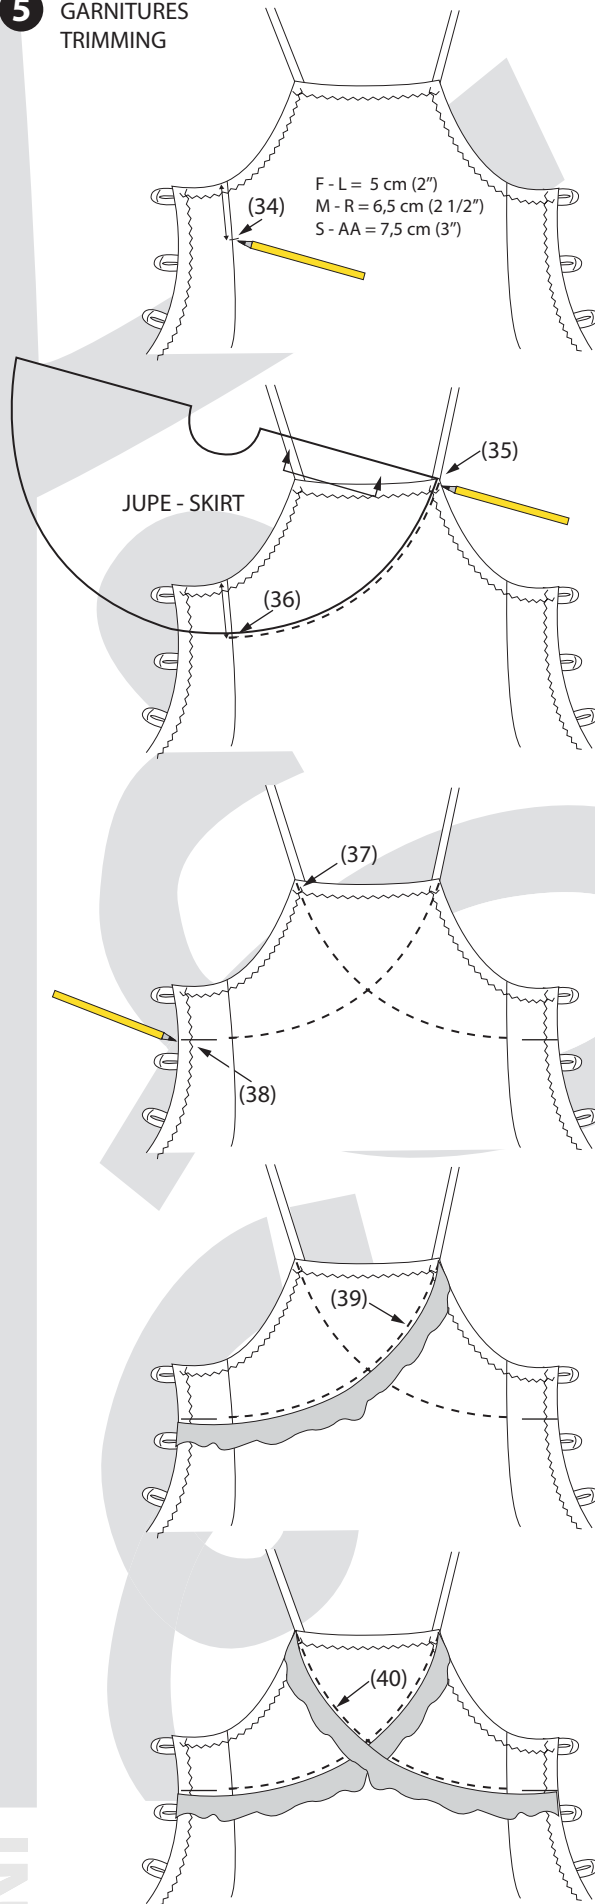 5 GARNITURES
TRIMMING
F - L = 5 cm (2”)
(34)
M - R = 6,5 cm (2 1/2”)
S - AA = 7,5 cm (3”)
(35)
JUPE - SKIRT
(36)
(37)
(38)
(39)
(40)